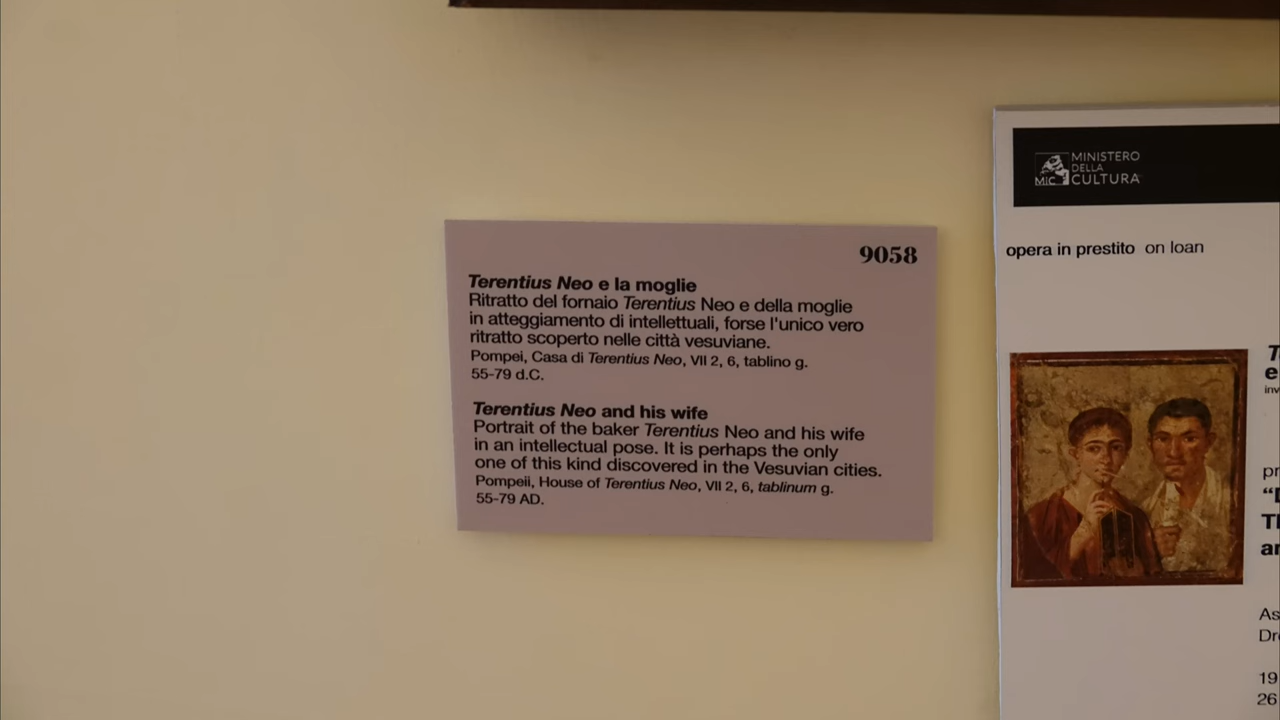 9058
Terentius Neo e la moglie
Ritratto del fornaio Terentius Neo e della moglie
in atteggiamento di intellettuali, forse l'unico vero
ritratto scoperto nelle città vesuviane.
Pompei, Casa di Terentius Neo, VII 2, 6, tablino g.
55-79 d.C.
Terentius Neo and his wife
Portrait of the baker Terentius Neo and his wife
in an intellectual pose. It is perhaps the only
one of this kind discovered in the Vesuvian cities.
Pompeii, House of Terentius Neo, VII 2, 6, tablinum g.
55-79 AD.
MiC
MINISTERO
DELLA
CULTURA
opera in prestito on loan
e
19
26